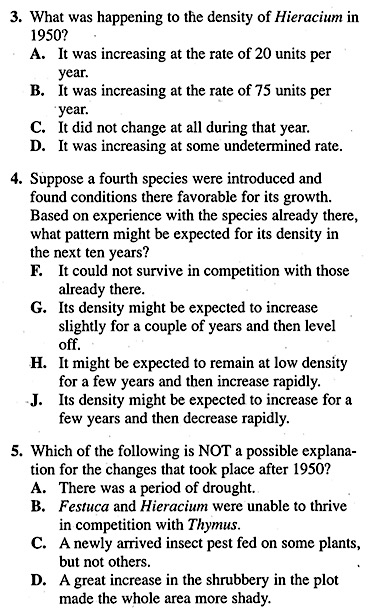 3. What was happening to the density of Hieracium in
1950?
A. It was increasing at the rate of 20 units per
year.
B. It was increasing at the rate of 75 units per
year.
C. It did not change at all during that year.
D. It was increasing at some undetermined rate.
4. Suppose a fourth species were introduced and
found conditions there favorable for its growth.
Based on experience with the species already there,
what pattern might be expected for its density in
the next ten years?
F. It could not survive in competition with those
already there.
G. Its density might be expected to increase
slightly for a couple of years and then level
off.
H. It might be expected to remain at low density
for a few years and then increase rapidly.
J. Its density might be expected to increase for a
few years and then decrease rapidly.
5. Which of the following is NOT a possible explana-
tion for the changes that took place after 1950?
A. There was a period of drought.
B. Festuca and Hieracium were unable to thrive
in competition with Thymus.
C. A newly arrived insect pest fed on some plants,
but not others.
D. A great increase in the shrubbery in the plot
made the whole area more shady.